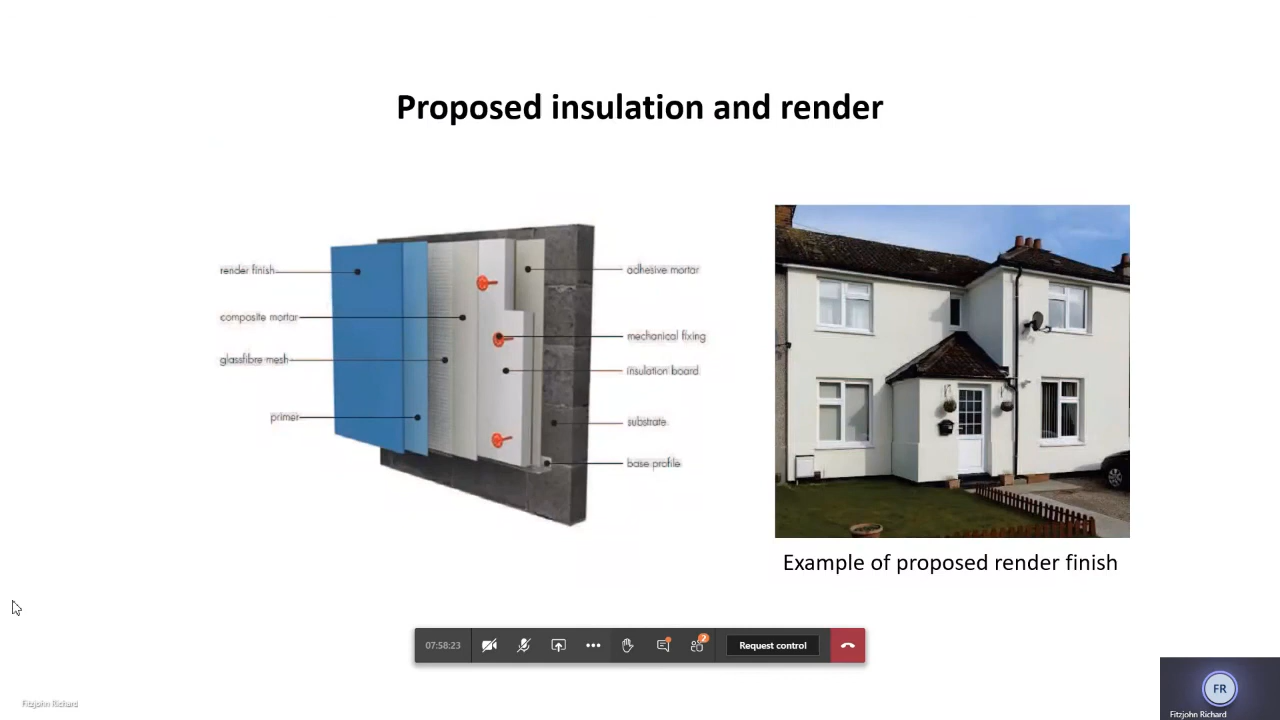 Proposed insulation and render
render finish
composite mortar
glassfibre mesh
primer
adhesive mortar
mechanical fixing
insulation board
substrate
base profile
Example of proposed render finish
07:58:23
2
Request control
FR
Fitzjohn Richard
Fitzjohn Richard